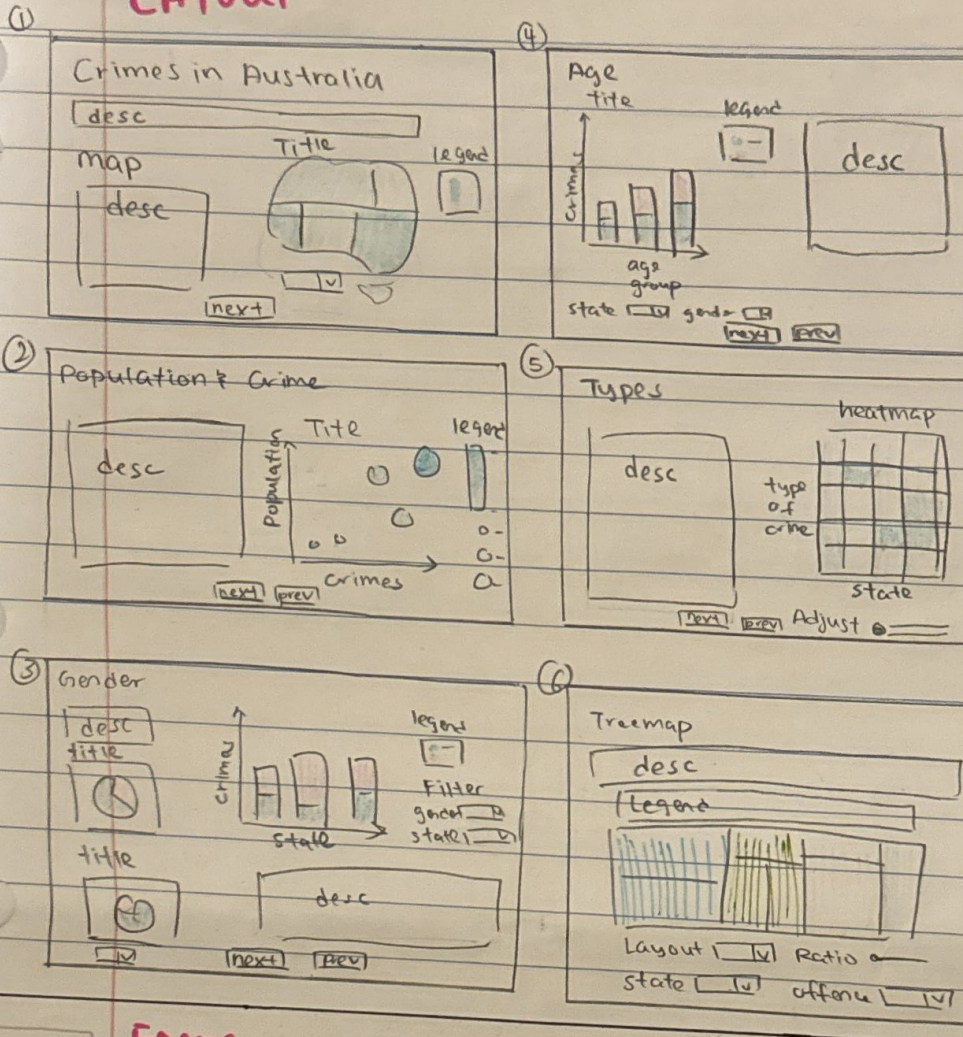 ①
Crimes in Australia
desc
map
desc
Title
legend
next
②
Population & Crime
desc
Population
Tite
legend
Crimes
next prev
③
Gender
desc
title
title
Crimes
state
legend
Filter
gender
state
desc
next prev
④
Age
tite
legend
Crimes
age
group
desc
state gender
next prev
⑤
Types
desc
heatmap
type
of
crime
state
next prev Adjust
⑥
Treemap
desc
Legend
Layout Ratio
state offence